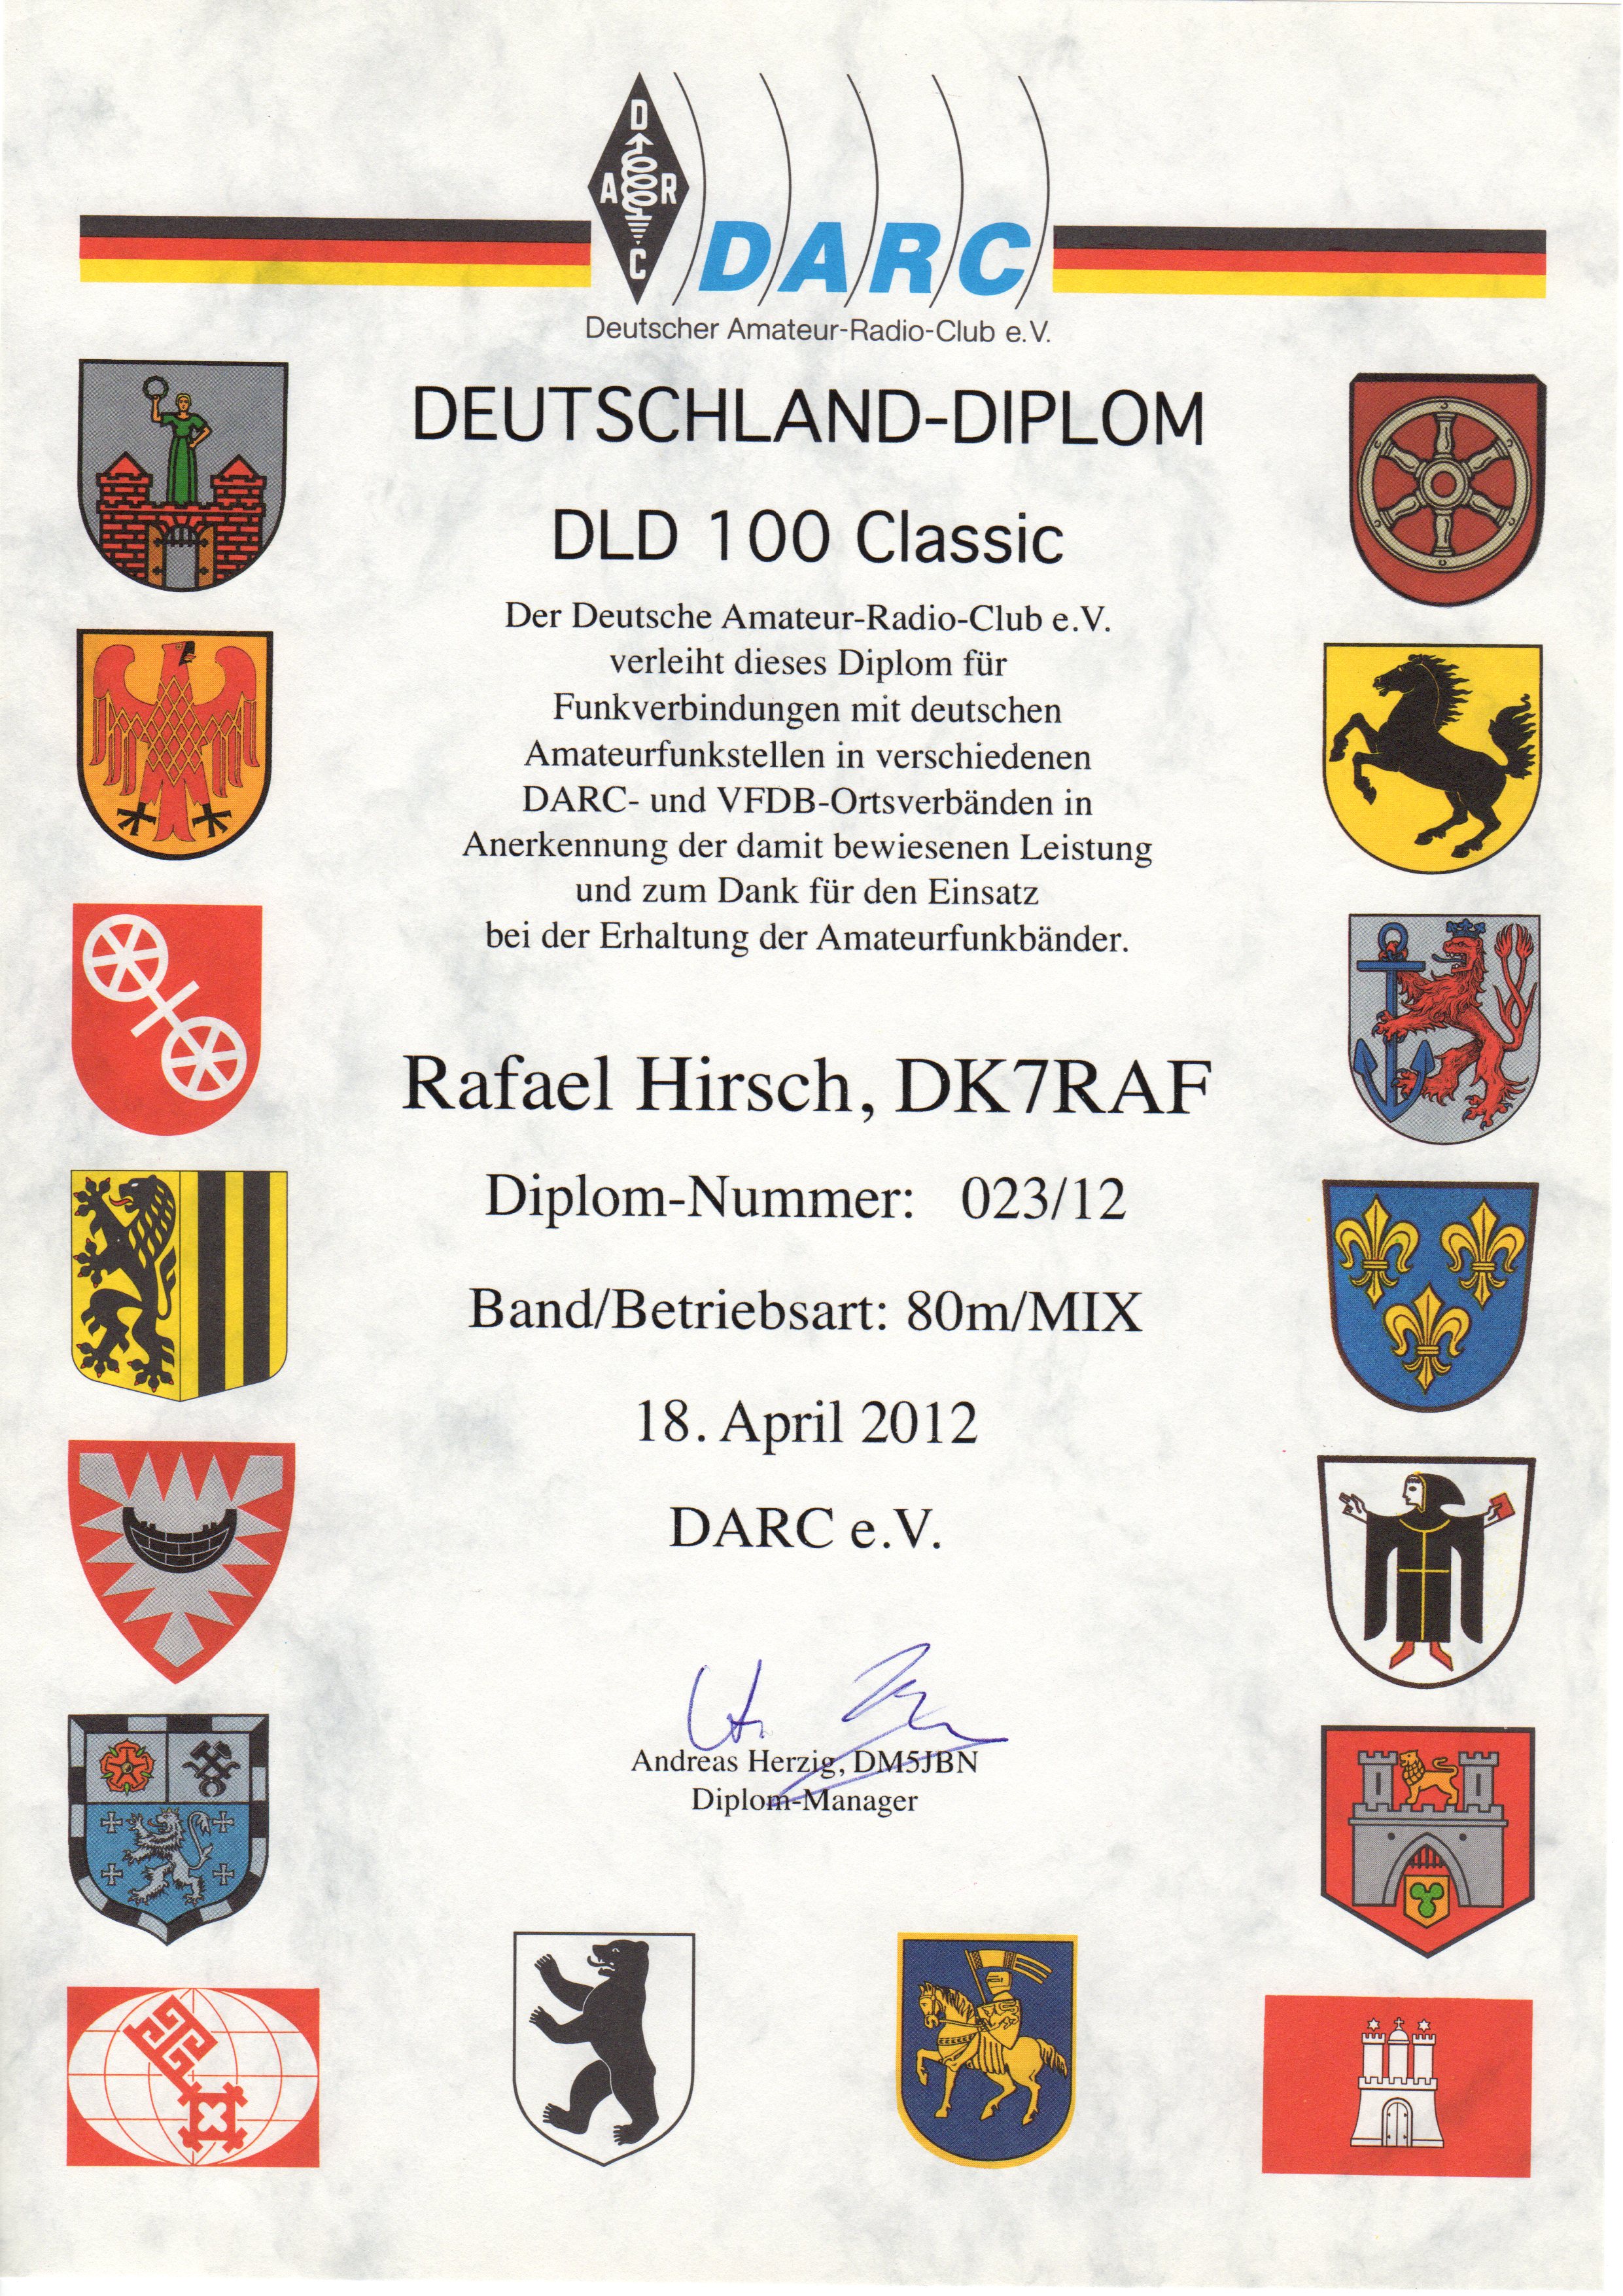 D
A R
C
DARC
Deutscher Amateur-Radio-Club e.V.
DEUTSCHLAND-DIPLOM
DLD 100 Classic
Der Deutsche Amateur-Radio-Club e.V.
verleiht dieses Diplom für
Funkverbindungen mit deutschen
Amateurfunkstellen in verschiedenen
DARC- und VFDB-Ortsverbänden in
Anerkennung der damit bewiesenen Leistung
und zum Dank für den Einsatz
bei der Erhaltung der Amateurfunkbänder.
Rafael Hirsch, DK7RAF
Diplom-Nummer: 023/12
Band/Betriebsart: 80m/MIX
18. April 2012
DARC e.V.
Andreas Herzig, DM5JBN
Diplom-Manager